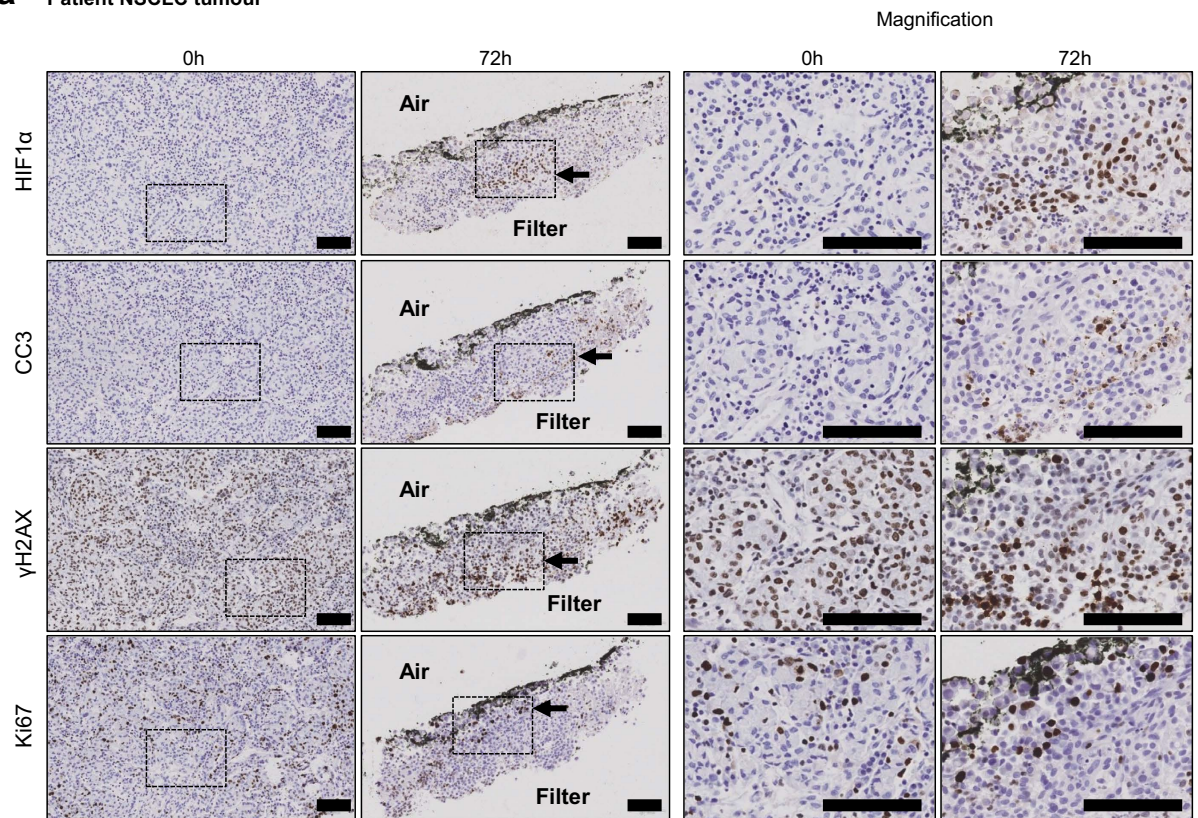 a Patient NSCLC tumour
Magnification
0h 72h 0h 72h
HIF1α
Air
Filter
CC3
Air
Filter
γH2AX
Air
Filter
Ki67
Air
Filter